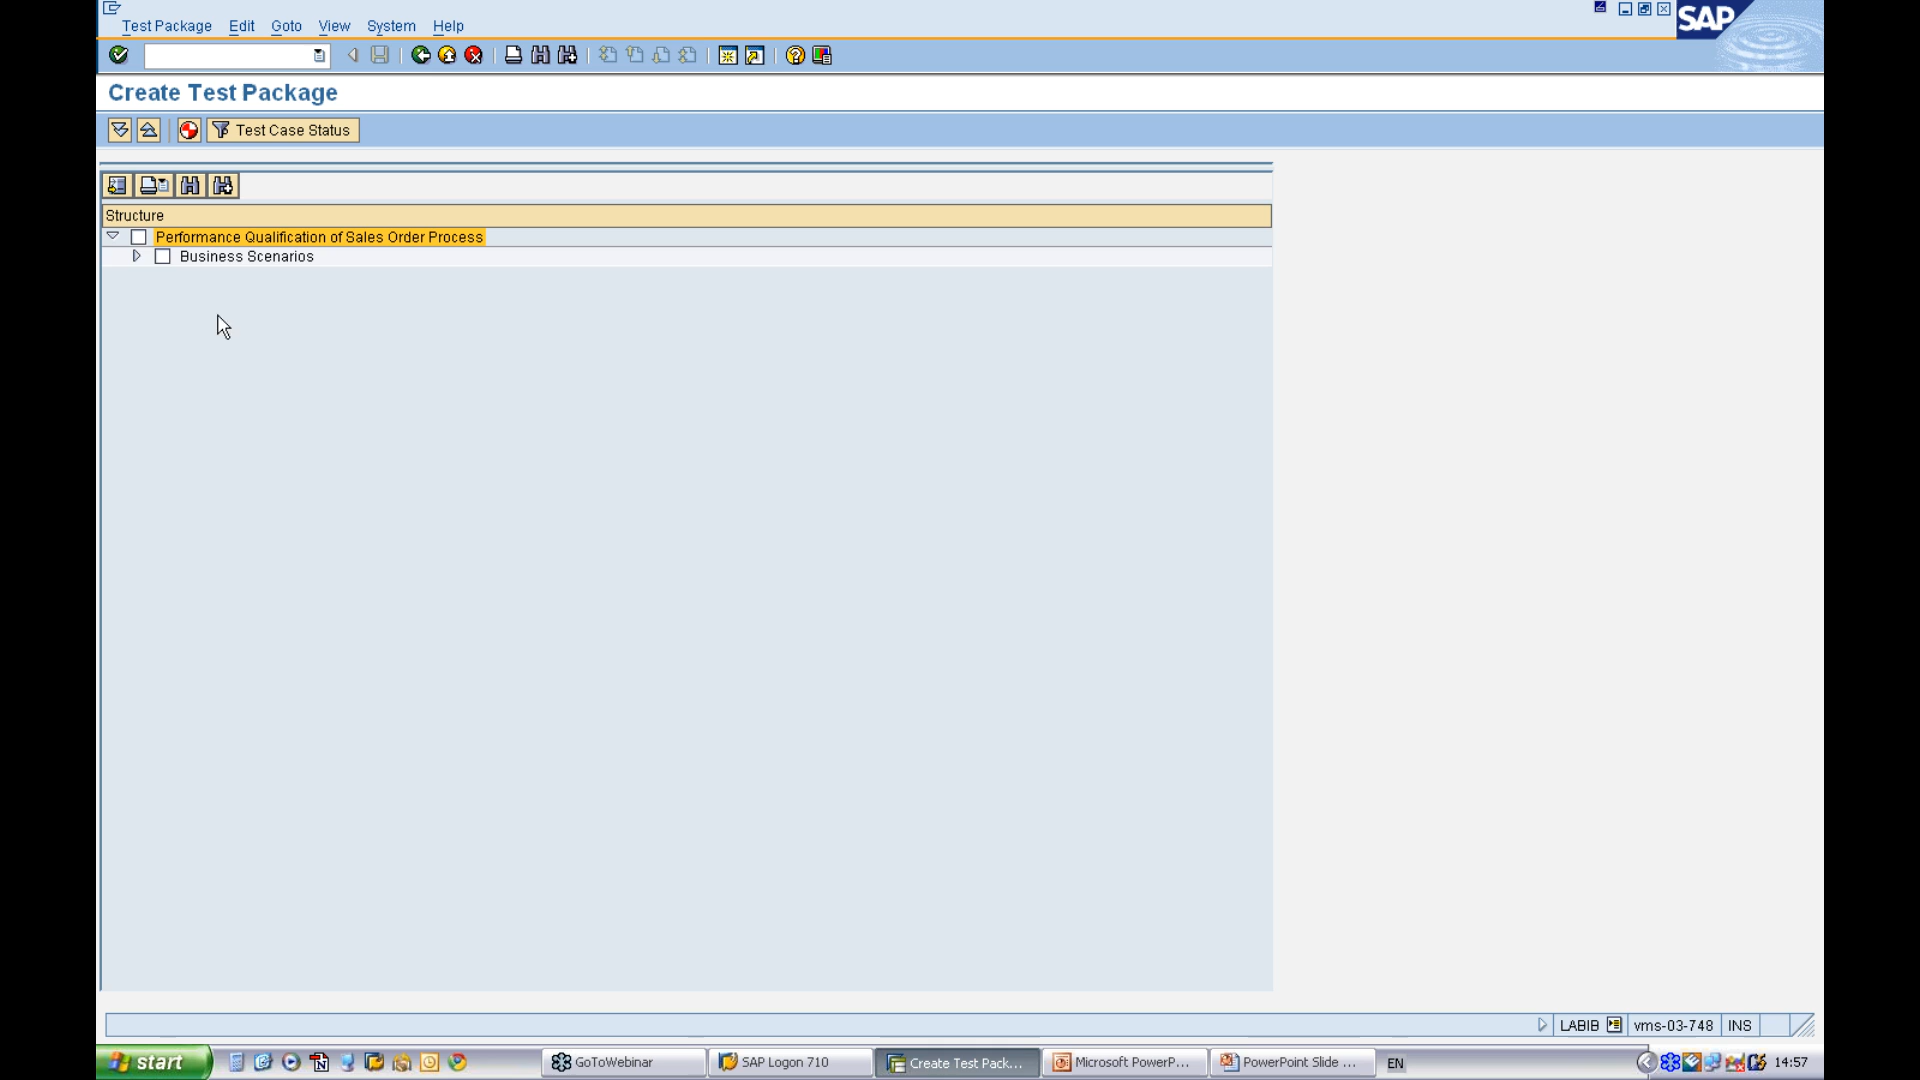 Test Package Edit Goto View System Help
SAP
Create Test Package
Test Case Status
Structure
Performance Qualification of Sales Order Process
Business Scenarios
LABIB vms-03-748 INS
start GoToWebinar SAP Logon 710 Create Test Pack... Microsoft PowerP... PowerPoint Slide ... EN 14:57